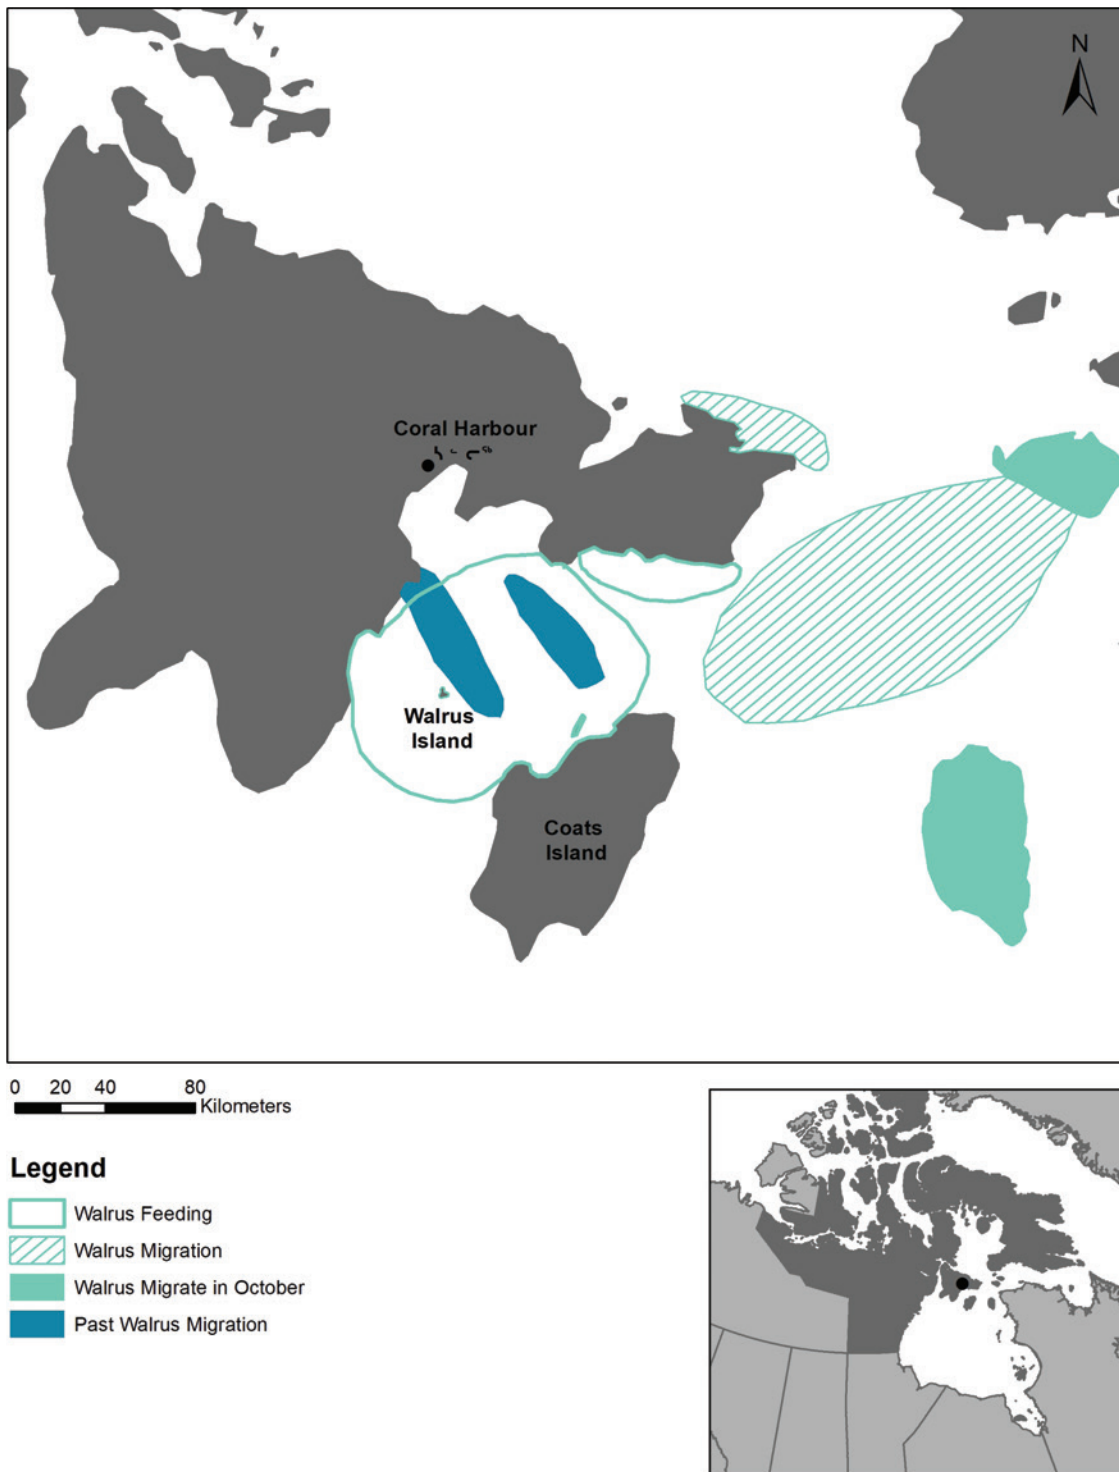 N
Coral Harbour
Walrus
Island
Coats
Island
0 20 40 80
Kilometers
Legend
Walrus Feeding
Walrus Migration
Walrus Migrate in October
Past Walrus Migration